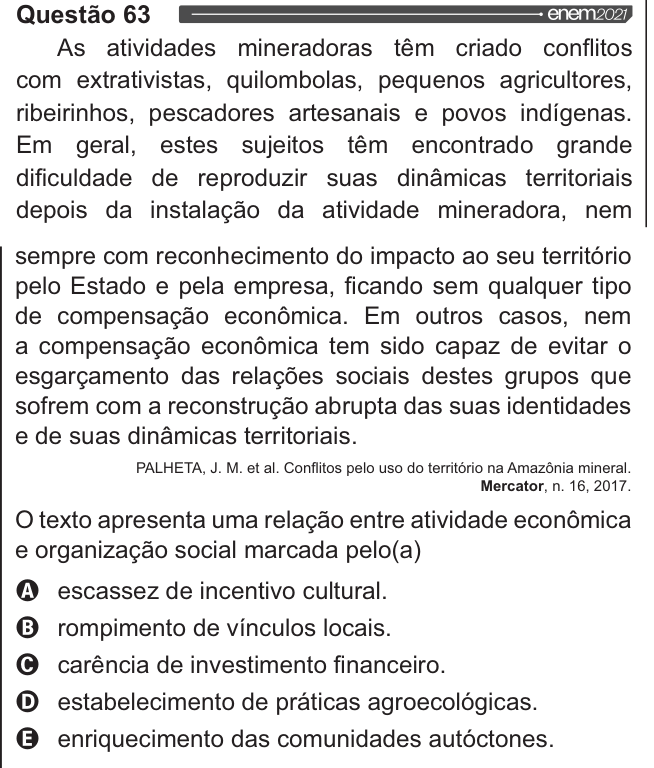 Questão 63
enem2021
As atividades mineradoras têm criado conflitos
com extrativistas, quilombolas, pequenos agricultores,
ribeirinhos, pescadores artesanais e povos indígenas.
Em geral, estes sujeitos têm encontrado grande
dificuldade de reproduzir suas dinâmicas territoriais
depois da instalação da atividade mineradora, nem
sempre com reconhecimento do impacto ao seu território
pelo Estado e pela empresa, ficando sem qualquer tipo
de compensação econômica. Em outros casos, nem
a compensação econômica tem sido capaz de evitar o
esgarçamento das relações sociais destes grupos que
sofrem com a reconstrução abrupta das suas identidades
e de suas dinâmicas territoriais.
PALHETA, J. M. et al. Conflitos pelo uso do território na Amazônia mineral.
Mercator, n. 16, 2017.
O texto apresenta uma relação entre atividade econômica
e organização social marcada pelo(a)
A escassez de incentivo cultural.
B rompimento de vínculos locais.
C carência de investimento financeiro.
D estabelecimento de práticas agroecológicas.
E enriquecimento das comunidades autóctones.